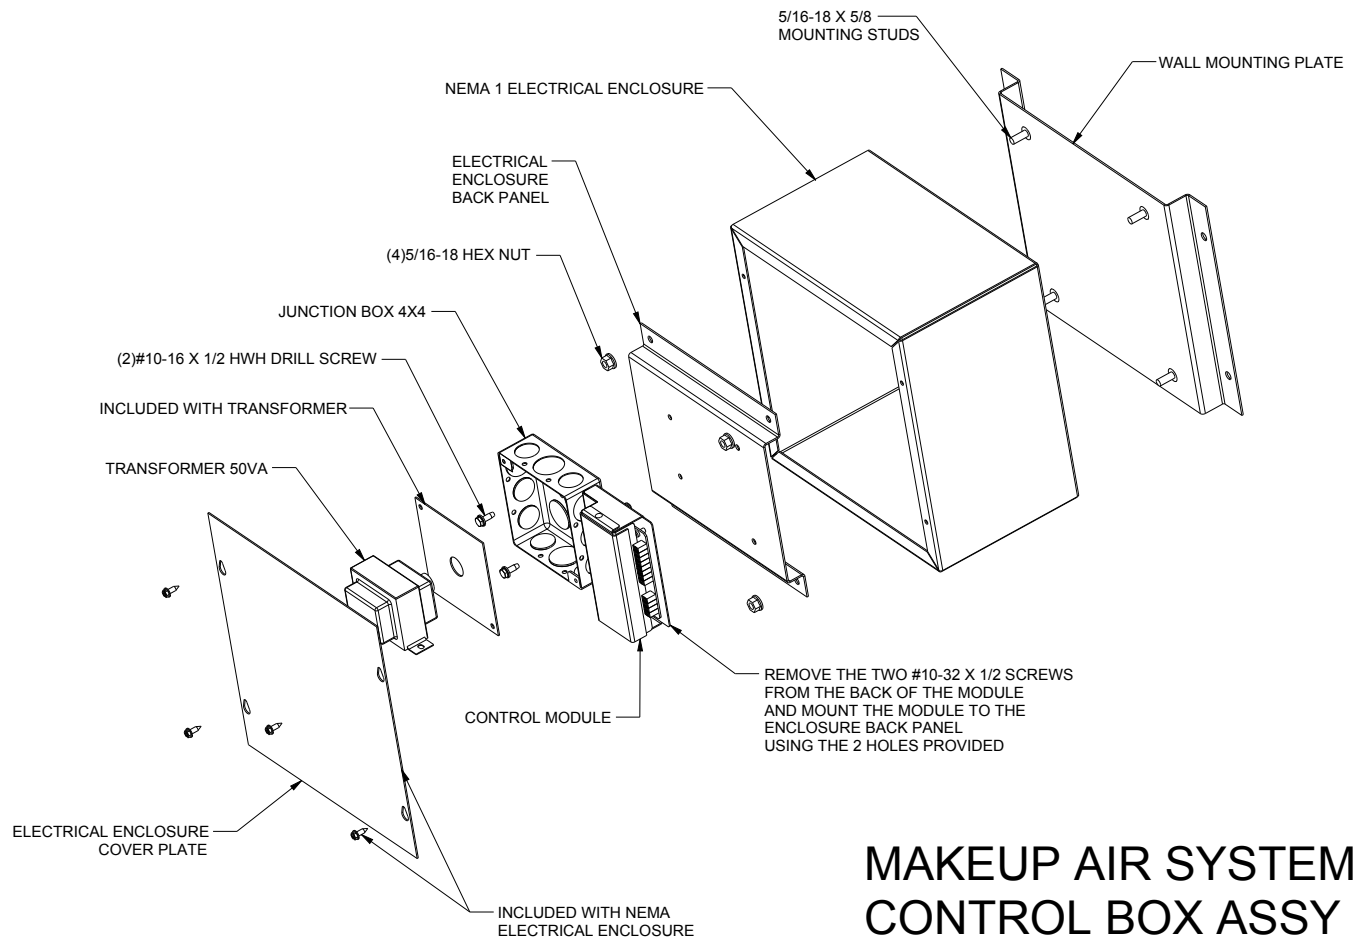 5/16-18 X 5/8
MOUNTING STUDS
WALL MOUNTING PLATE
NEMA 1 ELECTRICAL ENCLOSURE
ELECTRICAL
ENCLOSURE
BACK PANEL
(4)5/16-18 HEX NUT
JUNCTION BOX 4X4
(2)#10-16 X 1/2 HWH DRILL SCREW
INCLUDED WITH TRANSFORMER
TRANSFORMER 50VA
REMOVE THE TWO #10-32 X 1/2 SCREWS
FROM THE BACK OF THE MODULE
AND MOUNT THE MODULE TO THE
ENCLOSURE BACK PANEL
USING THE 2 HOLES PROVIDED
CONTROL MODULE
ELECTRICAL ENCLOSURE
COVER PLATE
INCLUDED WITH NEMA
ELECTRICAL ENCLOSURE
MAKEUP AIR SYSTEM
CONTROL BOX ASSY